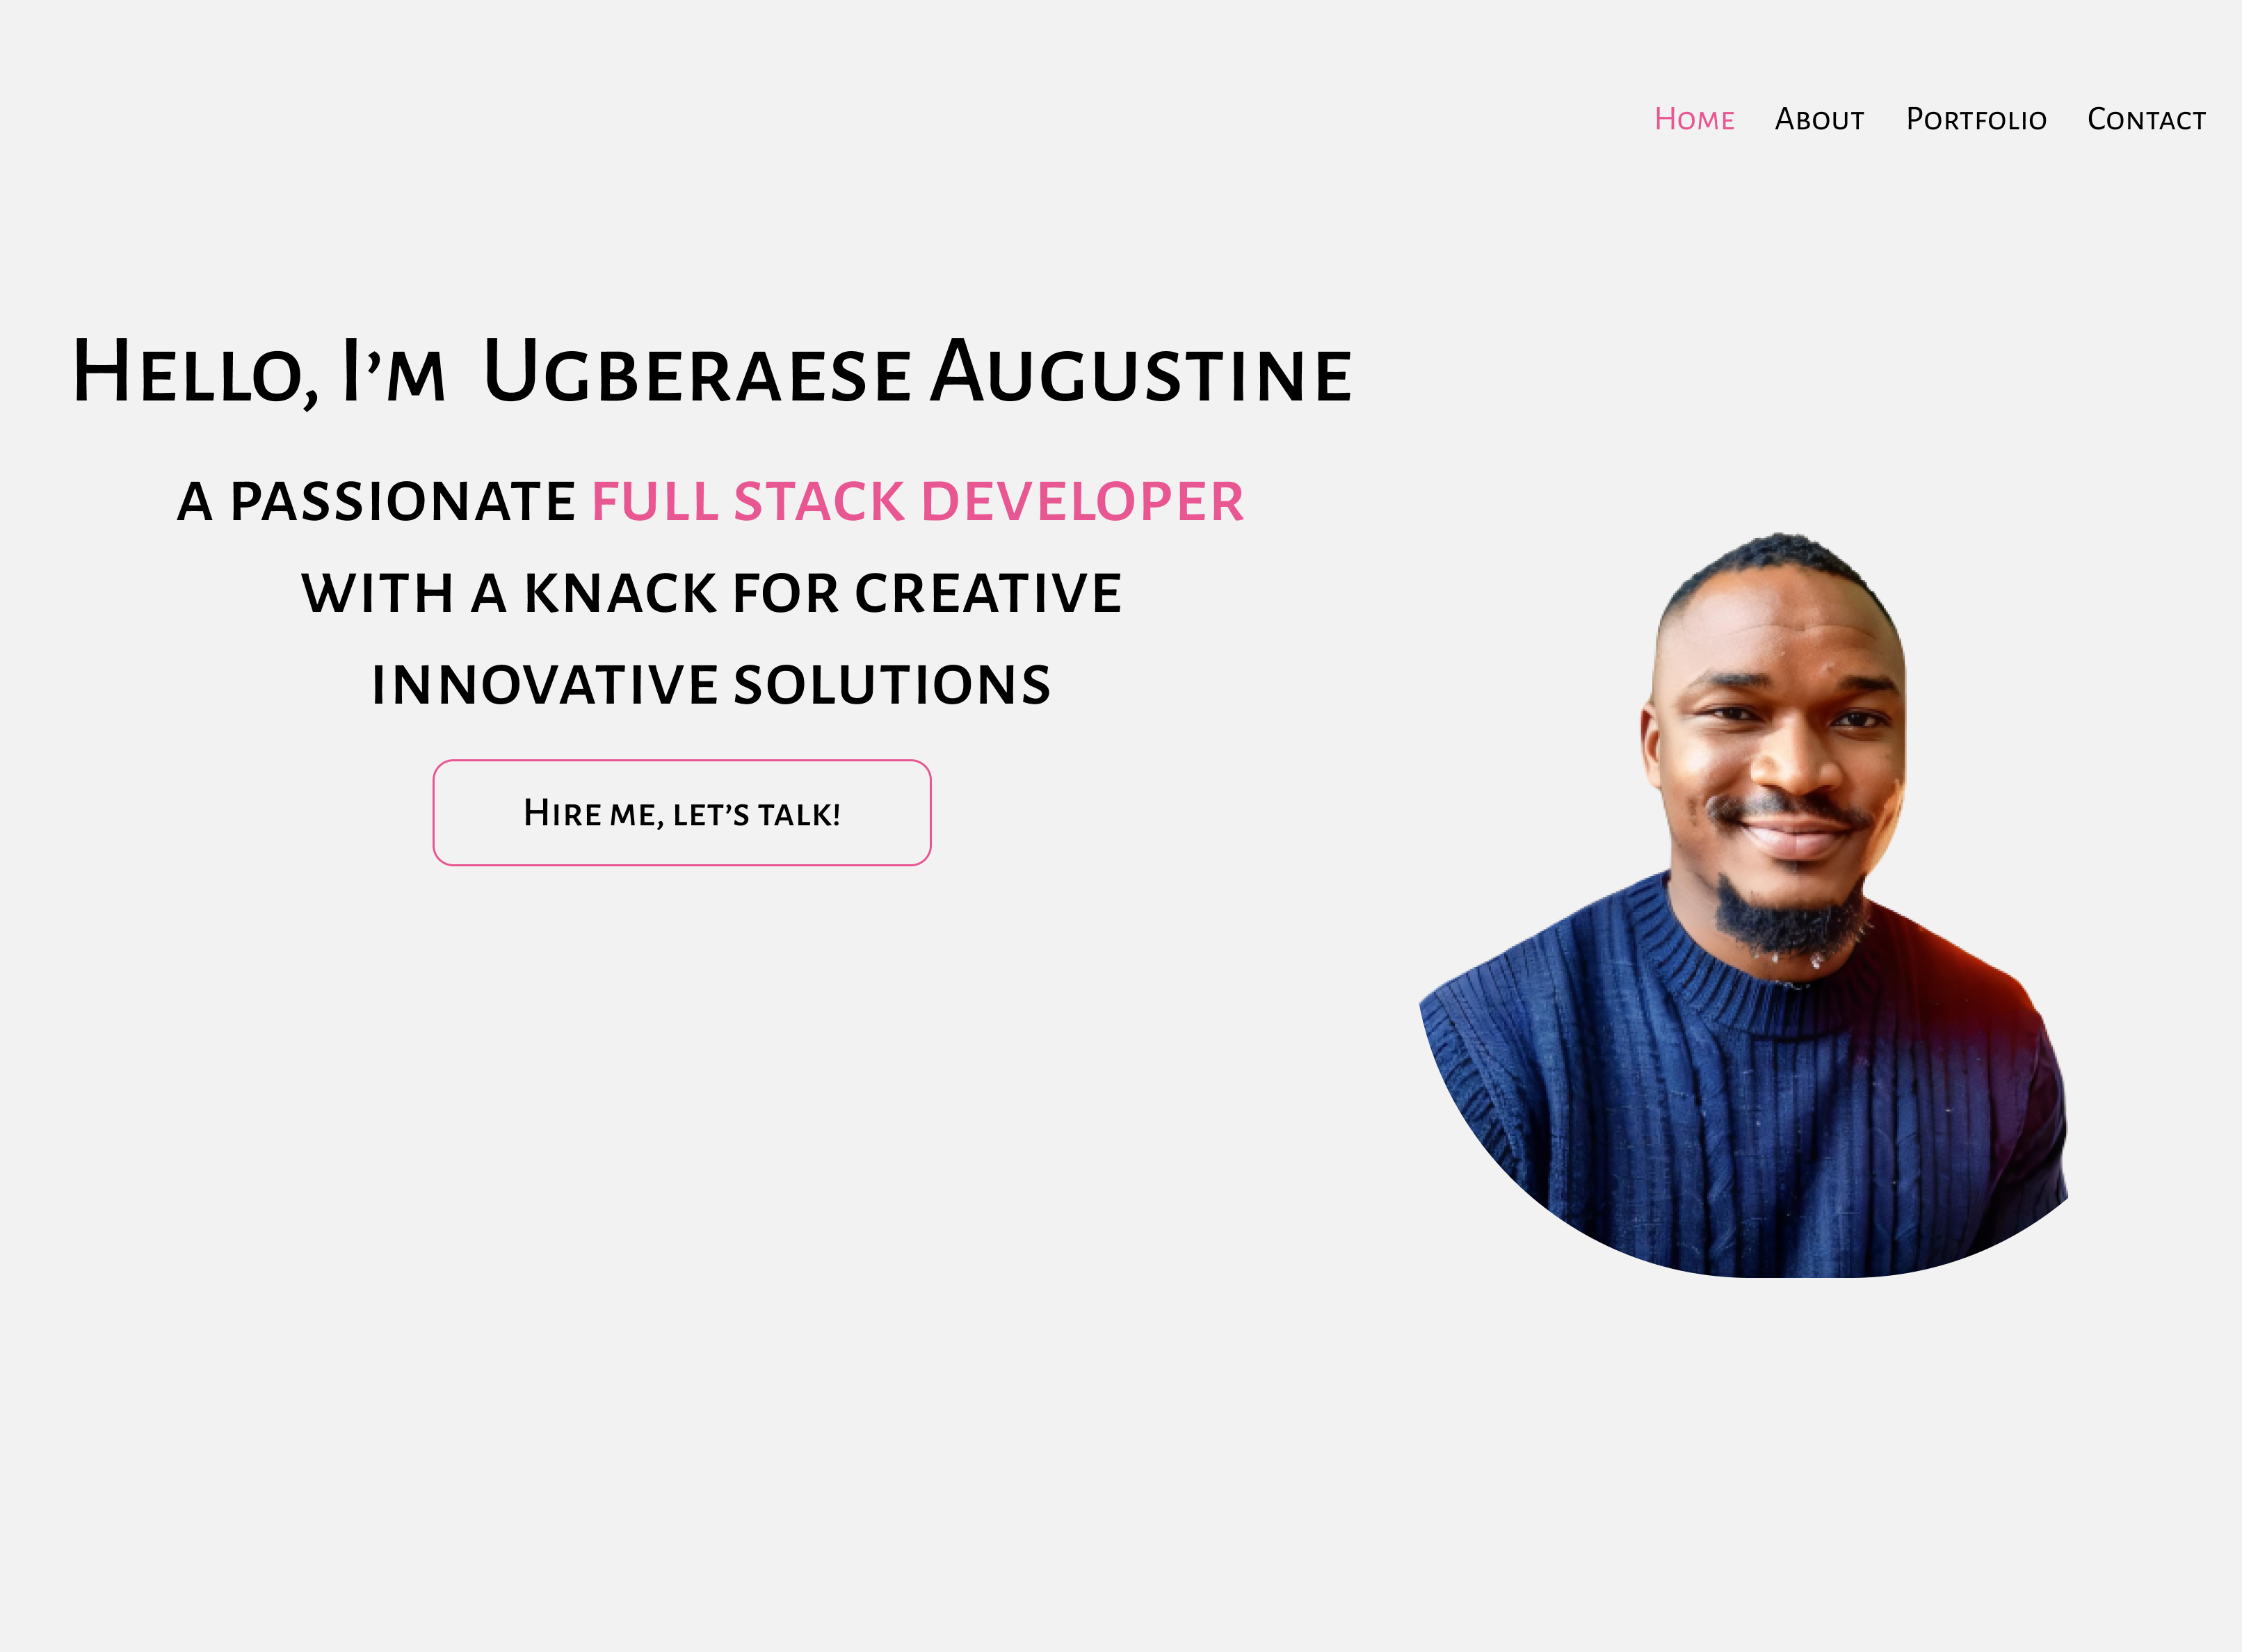 Home About Portfolio Contact
Hello, I'm Ugberaese Augustine
a passionate full stack developer
with a knack for creative
innovative solutions
Hire me, let's talk!